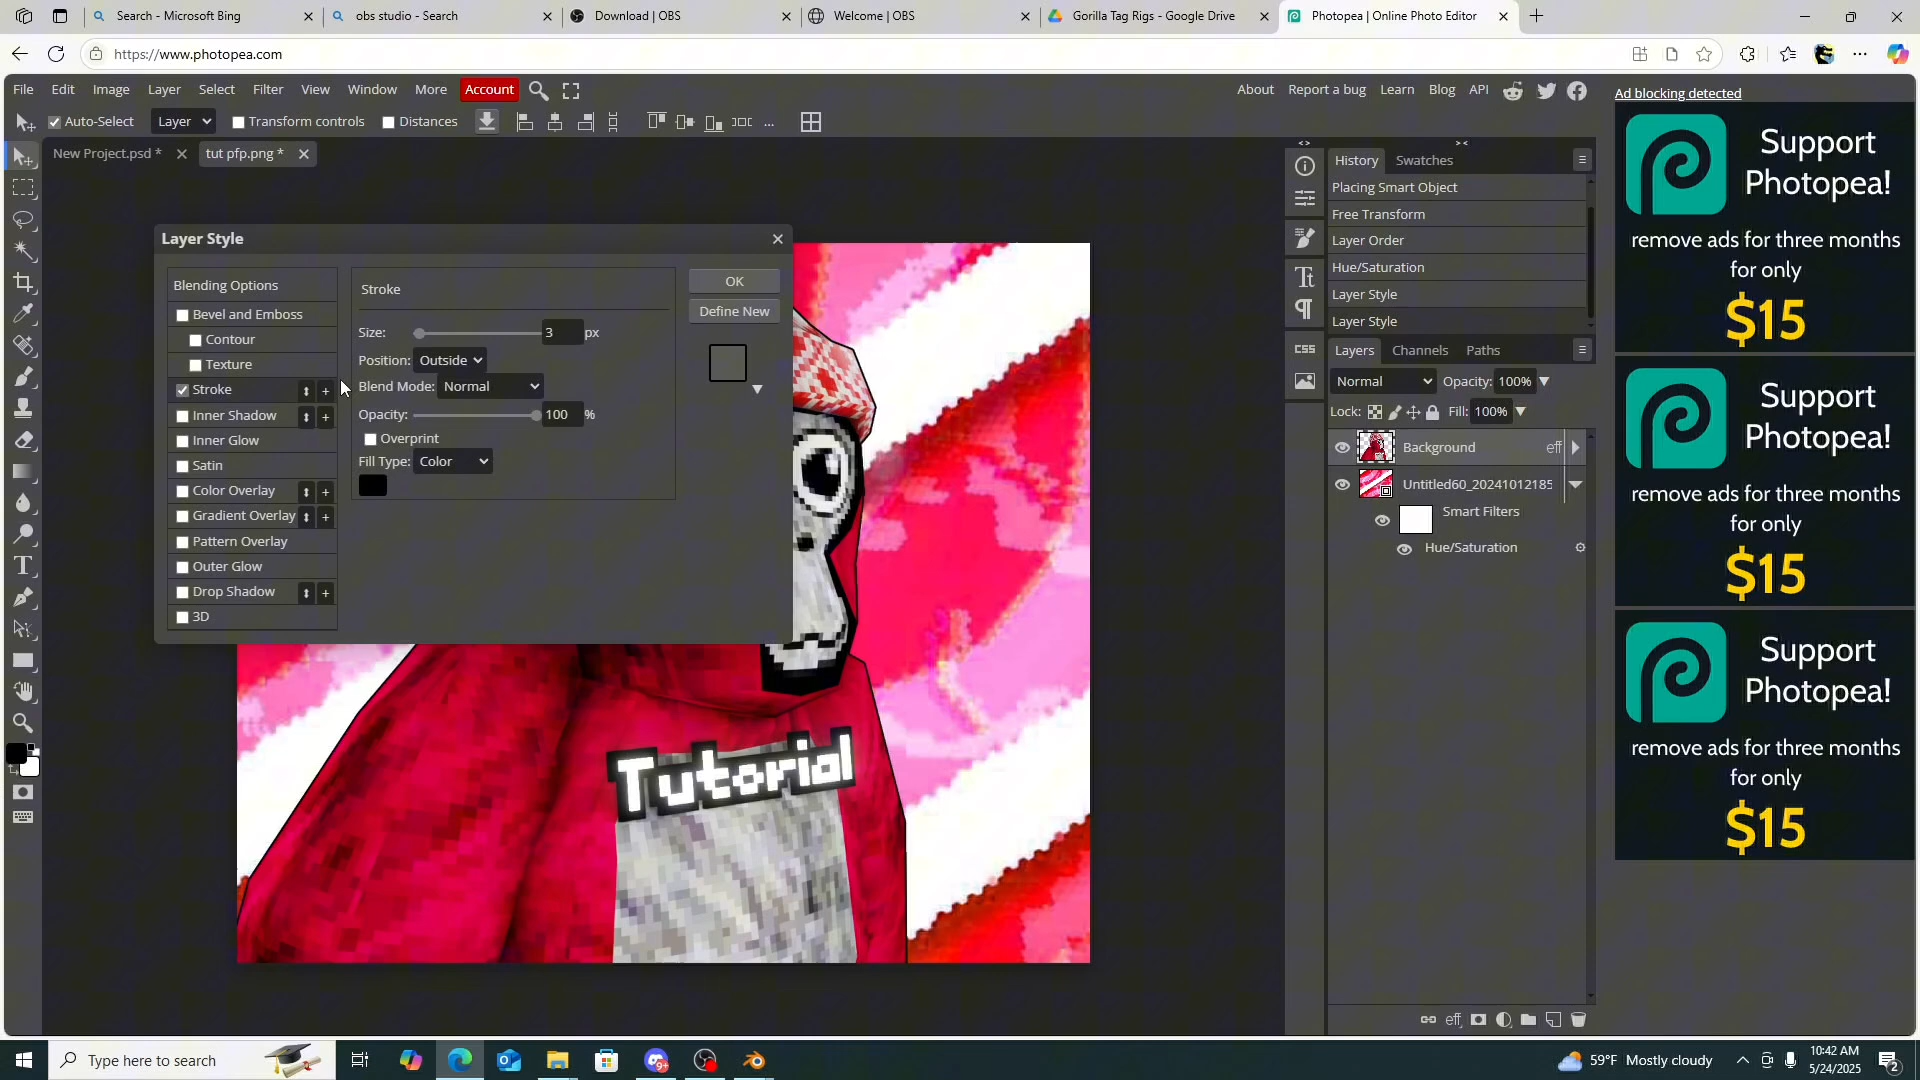 Search - Microsoft Bing
obs studio - Search
Download | OBS
Welcome | OBS
Gorilla Tag Rigs - Google Drive
Photopea | Online Photo Editor
https://www.photopea.com
File Edit Image Layer Select Filter View Window More Account
About Report a bug Learn Blog API
Ad blocking detected
Auto-Select Layer Transform controls Distances ...
New Project.psd * tut pfp.png *
Layer Style
Blending Options
Bevel and Emboss
Contour
Texture
Stroke
Inner Shadow
Inner Glow
Satin
Color Overlay
Gradient Overlay
Pattern Overlay
Outer Glow
Drop Shadow
3D
Stroke
Size: 3 px
Position: Outside
Blend Mode: Normal
Opacity: 100 %
Overprint
Fill Type: Color
OK
Define New
Tutorial
History Swatches
Placing Smart Object
Free Transform
Layer Order
Hue/Saturation
Layer Style
Layer Style
CSS
Layers Channels Paths
Normal Opacity: 100%
Lock: Fill: 100%
Background eff
Untitled60_20241012185
Smart Filters
Hue/Saturation
eff
Support
Photopea!
remove ads for three months
for only
$15
Support
Photopea!
remove ads for three months
for only
$15
Support
Photopea!
remove ads for three months
for only
$15
Type here to search
9+
59°F Mostly cloudy
10:42 AM
5/24/2025
2